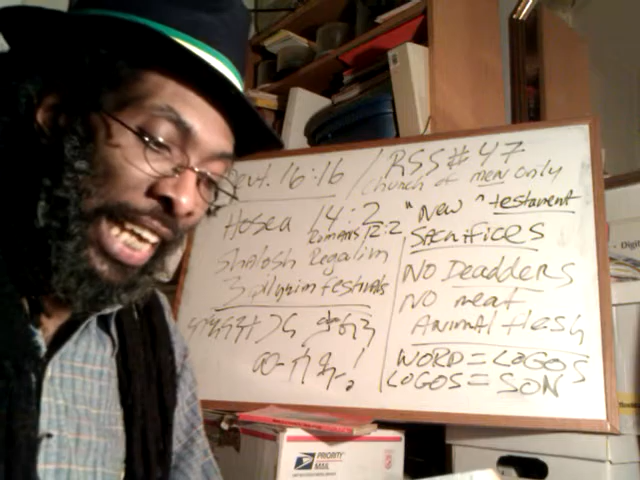 Deut. 16:16 / RSS#47
church of men only
Hosea 14:2
Romans 12:2
Shalosh Regalim
3 pilgrim festivals
"New" testament
SACRIFICES
NO Deadders
NO meat
Animal flesh
WORD = LOGOS
LOGOS = SON
PRIORITY
MAIL